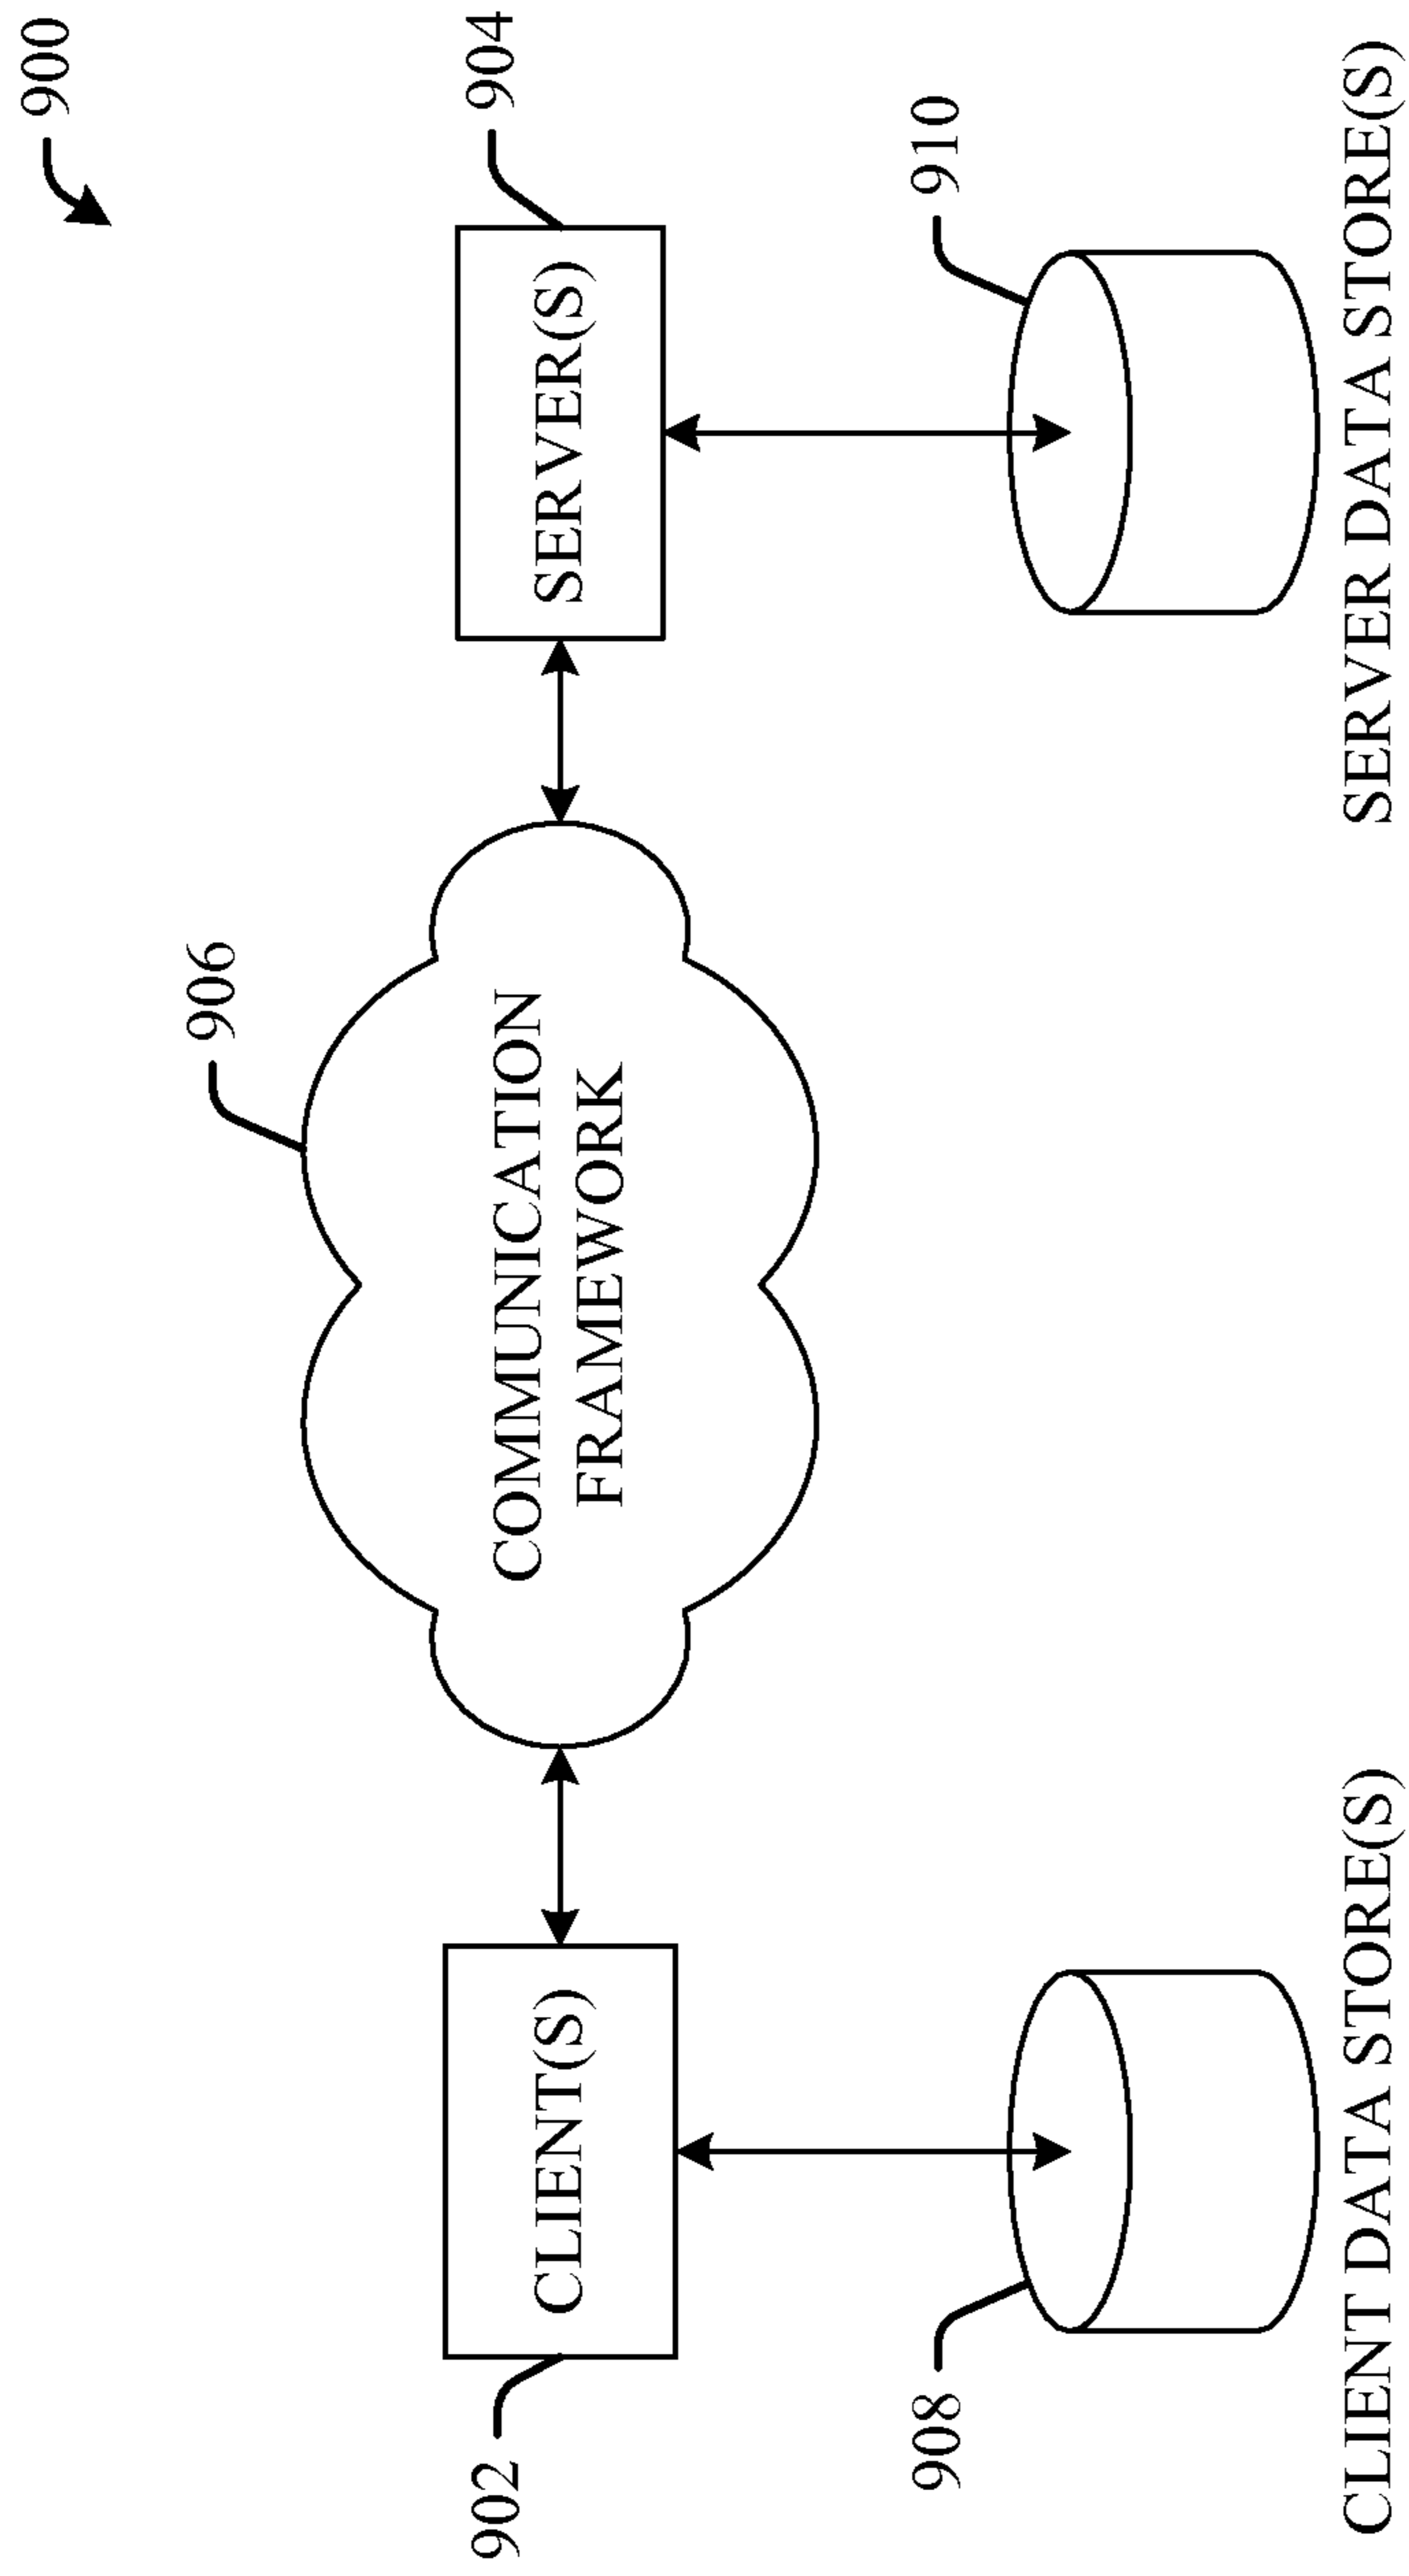 900
906
902
CLIENT(S)
COMMUNICATION
FRAMEWORK
SERVER(S)
904
908
910
CLIENT DATA STORE(S)
SERVER DATA STORE(S)